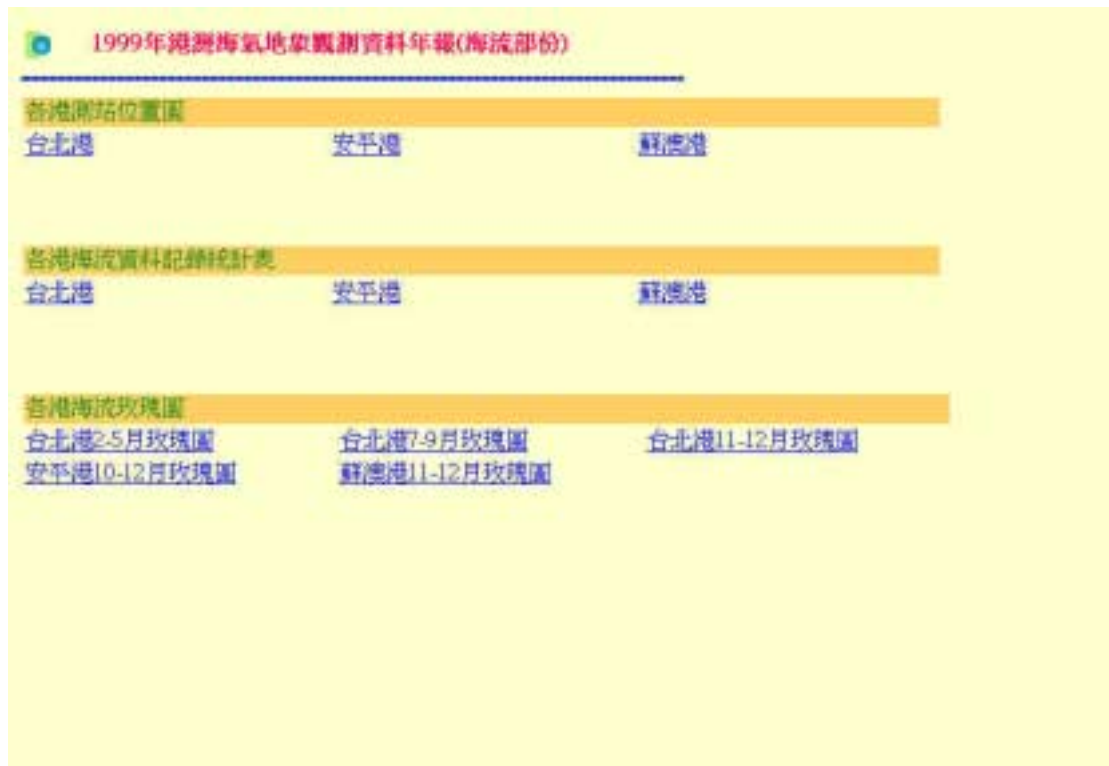 1999年港灣海氣地象觀測資料年報(海流部份)
各港測站位置圖
台北港 安平港 蘇澳港
各港海流資料記錄統計表
台北港 安平港 蘇澳港
各港海流玫瑰圖
台北港2-5月玫瑰圖 台北港7-9月玫瑰圖 台北港11-12月玫瑰圖
安平港10-12月玫瑰圖 蘇澳港11-12月玫瑰圖